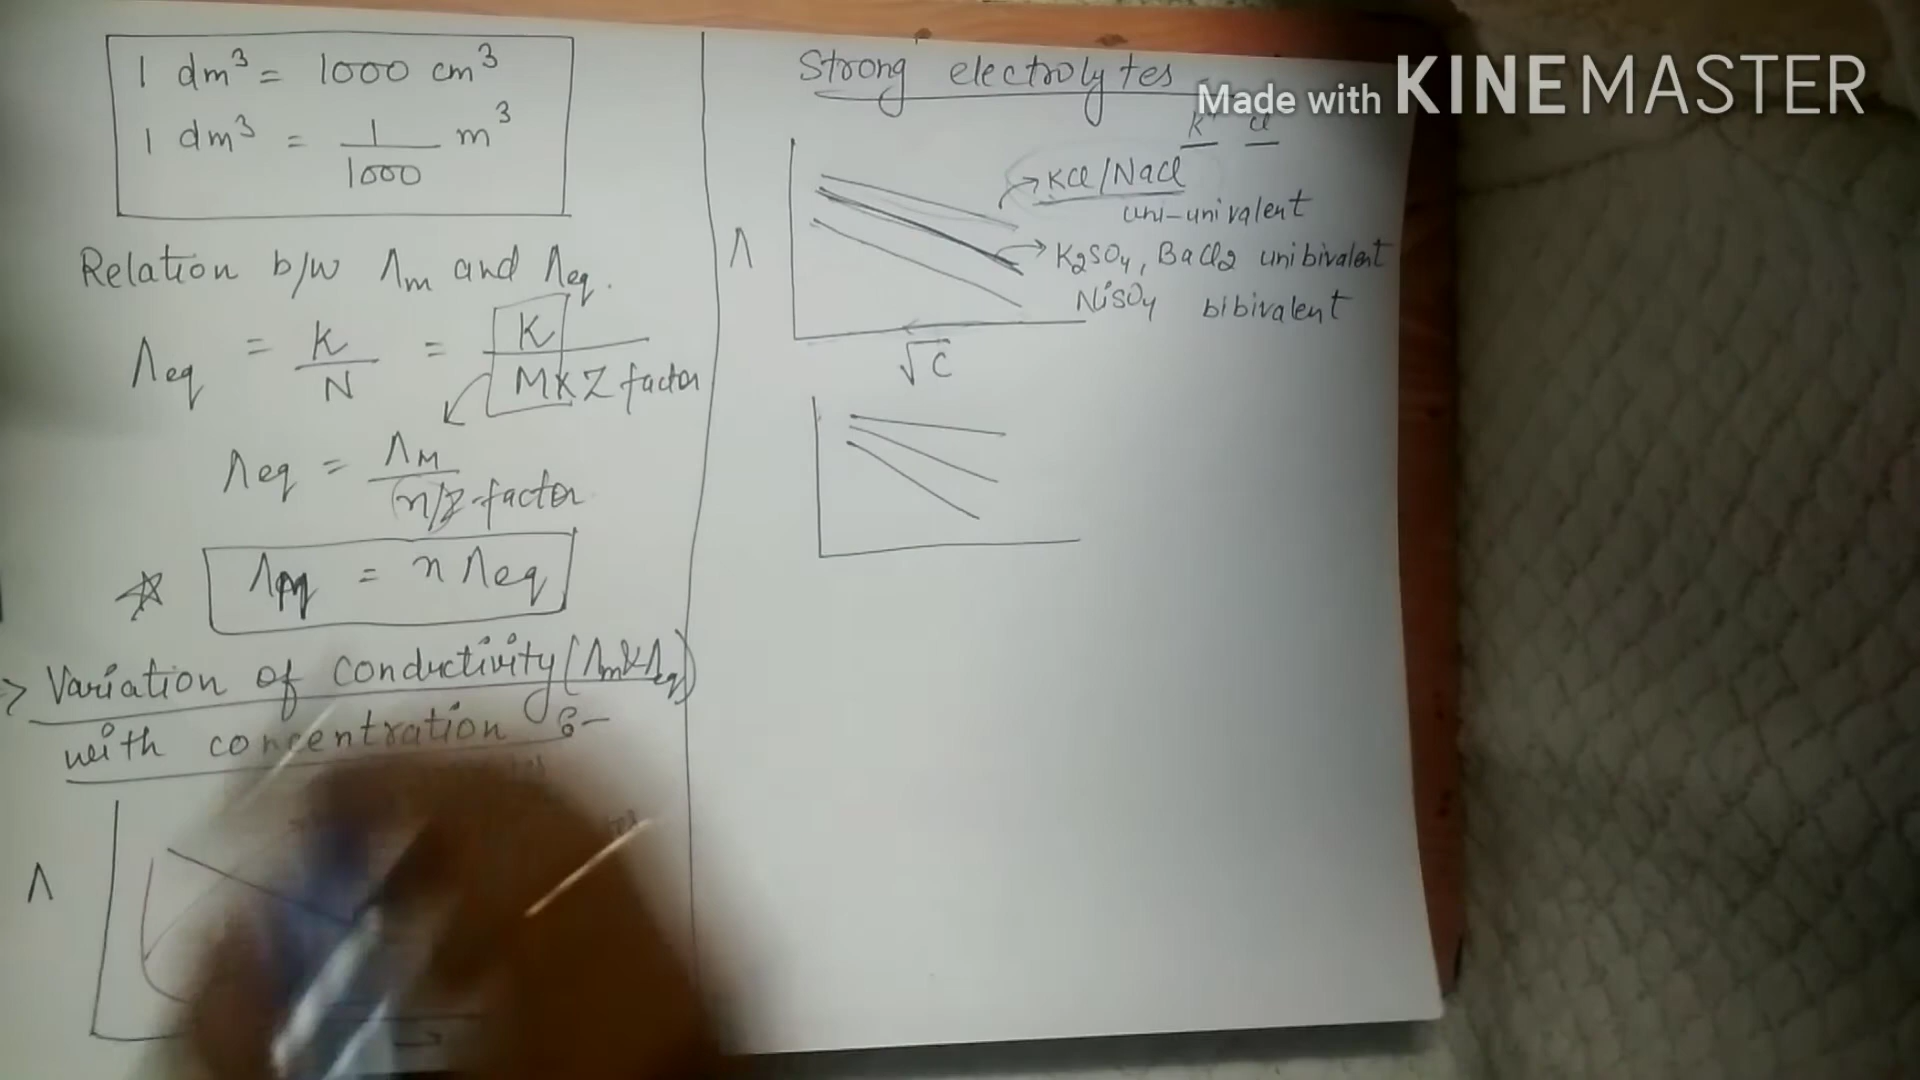 1 dm³ = 1000 cm³
1 dm³ = 1/1000 m³
Relation b/w Λm and Λeq.
Λeq = K/N = K/(M x Z factor)
Λeq = ΛM/(n/z-factor
Λm = n Λeq
-> Variation of conductivity (Λm & Λeq)
with concentration :-
Λ
Strong electrolytes
Made with KINEMASTER
K⁺ Cl⁻
→ KCl/NaCl
uni-univalent
→ K2SO4, BaCl2 unibivalent
NiSO4 bibivalent
Λ
√C